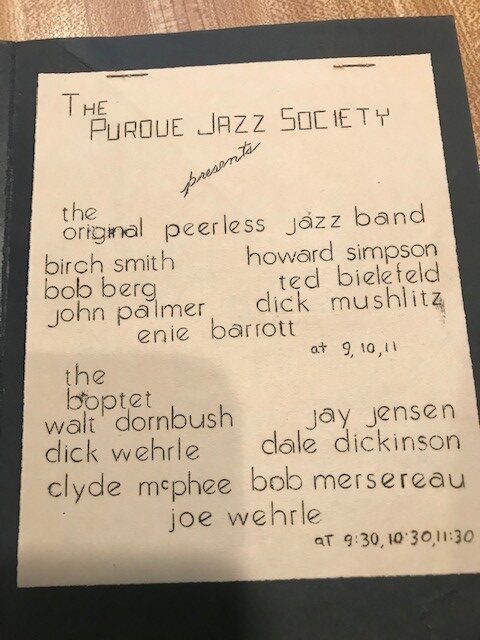 The
Purdue Jazz Society
presents
the
original peerless jazz band
birch smith howard simpson
bob berg ted bielefeld
john palmer dick mushlitz
enie barrott
at 9, 10, 11
the
boptet
walt dornbush jay jensen
dick wehrle dale dickinson
clyde mcphee bob mersereau
joe wehrle
at 9:30, 10:30, 11:30